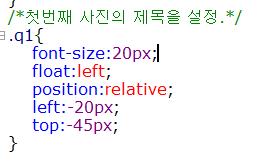 }
/*첫번째 사진의 제목을 설정.*/
.q1{
font-size:20px;
float:left;
position:relative;
left:-20px;
top:-45px;
}